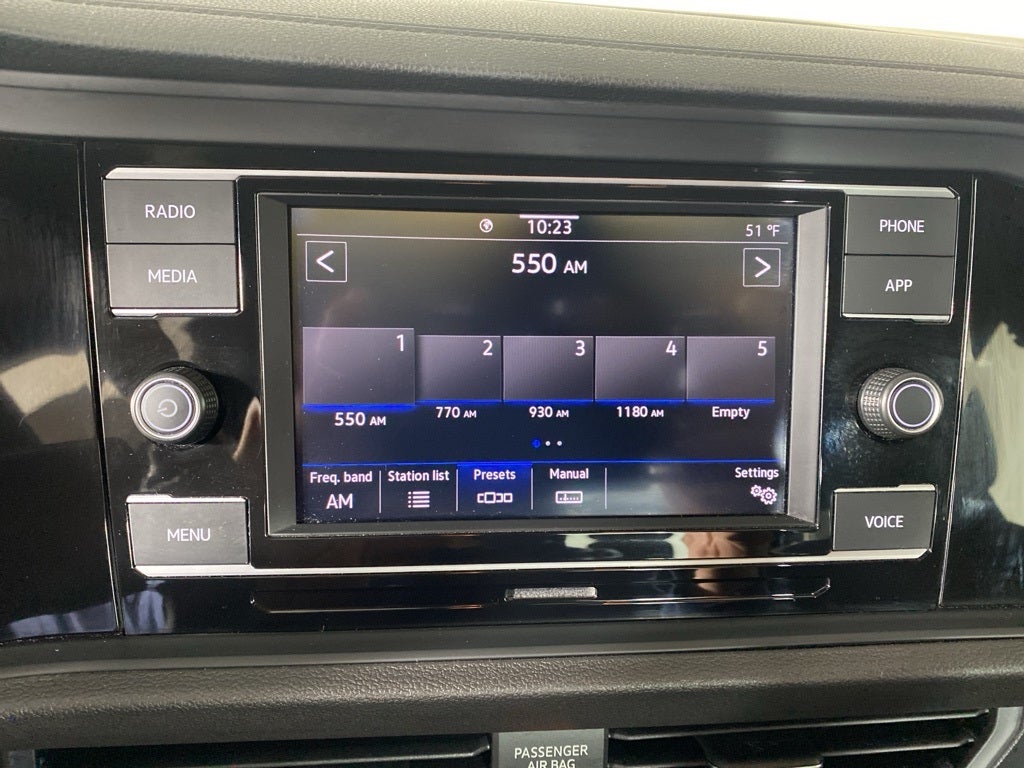 RADIO
MEDIA
MENU
10:23
51 °F
<
550 AM
>
1
2
3
4
5
550 AM
770 AM
930 AM
1180 AM
Empty
Freq. band
AM
Station list
Presets
Manual
Settings
PHONE
APP
VOICE
PASSENGER
AIR BAG